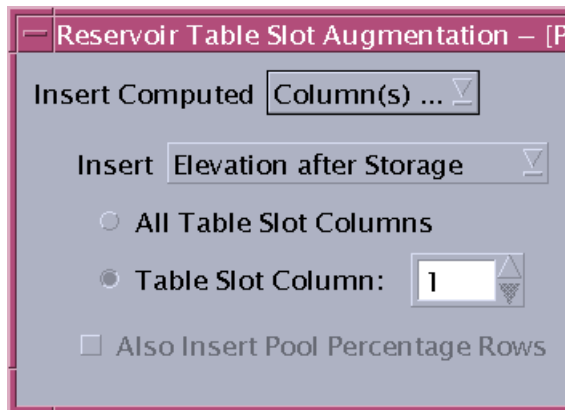 Reservoir Table Slot Augmentation – [P
Insert Computed Column(s) ...
Insert Elevation after Storage
All Table Slot Columns
Table Slot Column: 1
Also Insert Pool Percentage Rows